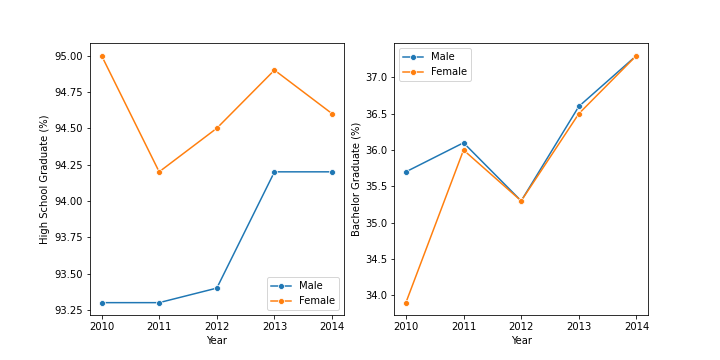 High School Graduate (%)
95.00
94.75
94.50
94.25
94.00
93.75
93.50
93.25
Male
Female
2010 2011 2012 2013 2014
Year
Bachelor Graduate (%)
Male
Female
37.0
36.5
36.0
35.5
35.0
34.5
34.0
2010 2011 2012 2013 2014
Year